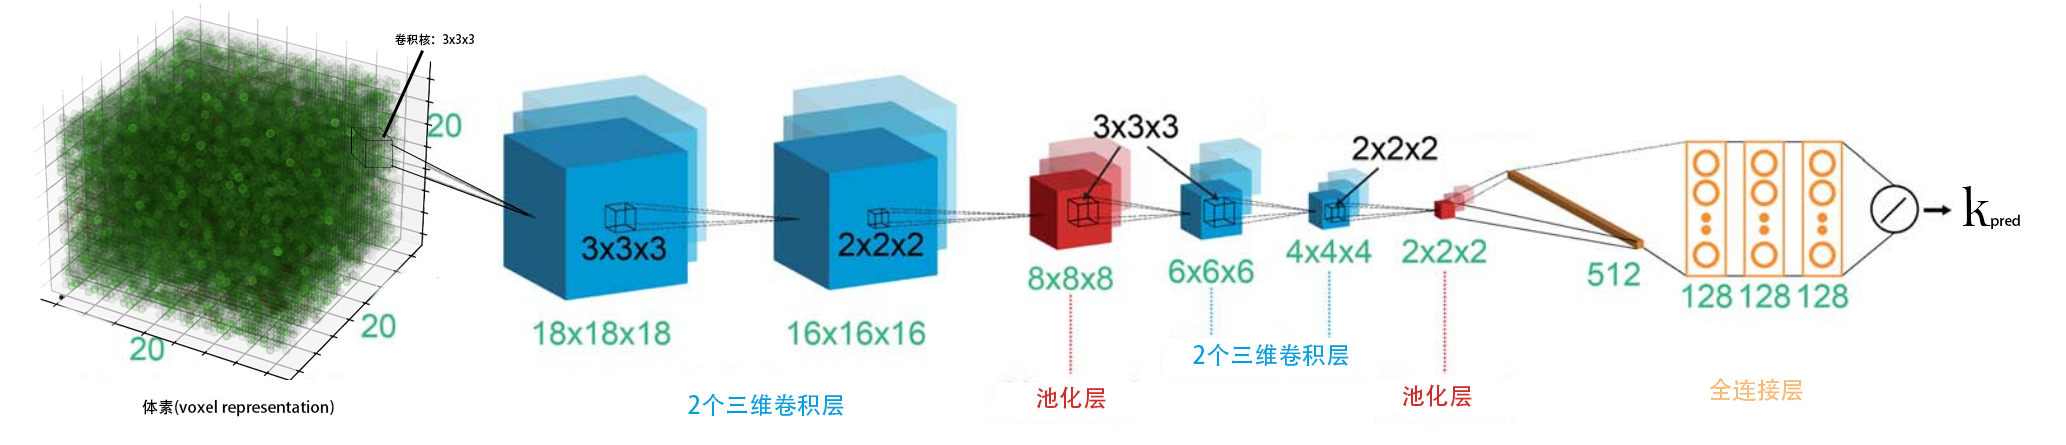 卷积核：3x3x3
20
20
20
体素(voxel representation)
3x3x3
18x18x18
2x2x2
16x16x16
2个三维卷积层
3x3x3
8x8x8
池化层
6x6x6
2x2x2
4x4x4
2个三维卷积层
2x2x2
池化层
512
128 128 128
全连接层
kpred